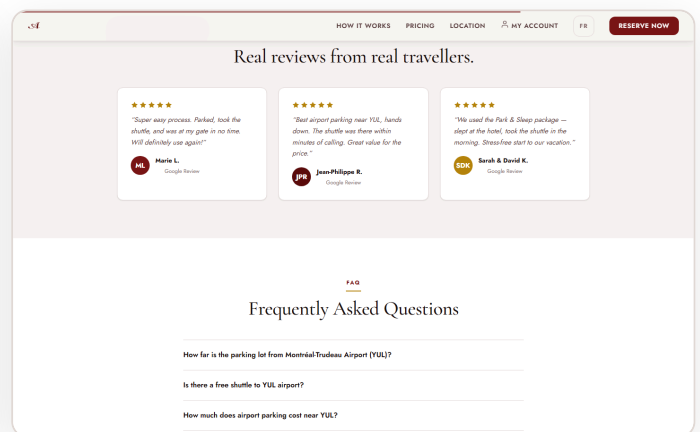 A
HOW IT WORKS PRICING LOCATION MY ACCOUNT FR RESERVE NOW
Real reviews from real travellers.
★★★★★
"Super easy process. Parked, took the
shuttle, and was at my gate in no time.
Will definitely use again!"
ML
Marie L.
Google Review
★★★★★
"Best airport parking near YUL, hands
down. The shuttle was there within
minutes of calling. Great value for the
price."
JPR
Jean-Philippe R.
Google Review
★★★★★
"We used the Park & Sleep package —
slept at the hotel, took the shuttle in the
morning. Stress-free start to our vacation."
SDK
Sarah & David K.
Google Review
FAQ
Frequently Asked Questions
How far is the parking lot from Montréal-Trudeau Airport (YUL)?
Is there a free shuttle to YUL airport?
How much does airport parking cost near YUL?